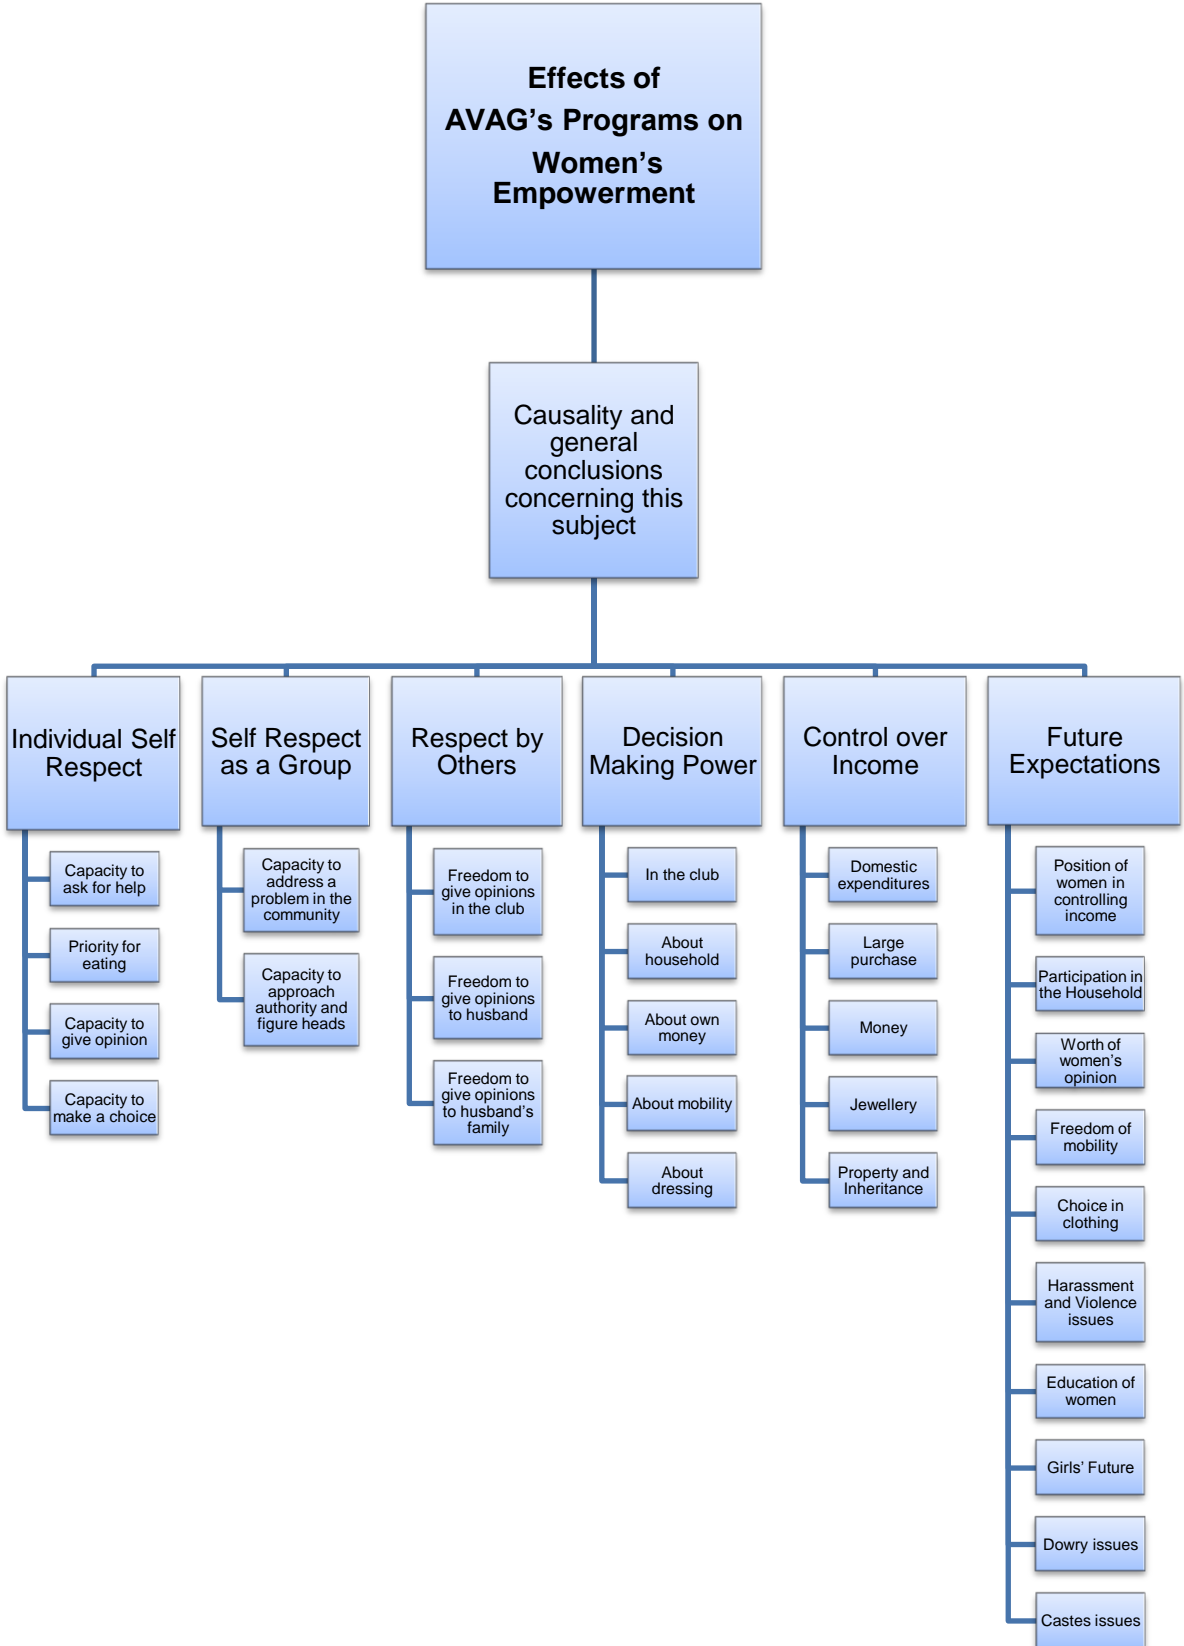 Effects of
AVAG's Programs on
Women's
Empowerment
Causality and
general
conclusions
concerning this
subject
Individual Self
Respect
Capacity to
ask for help
Priority for
eating
Capacity to
give opinion
Capacity to
make a choice
Self Respect
as a Group
Capacity to
address a
problem in the
community
Capacity to
approach
authority and
figure heads
Respect by
Others
Freedom to
give opinions
in the club
Freedom to
give opinions
to husband
Freedom to
give opinions
to husband's
family
Decision
Making Power
In the club
About
household
About own
money
About mobility
About
dressing
Control over
Income
Domestic
expenditures
Large
purchase
Money
Jewellery
Property and
Inheritance
Future
Expectations
Position of
women in
controlling
income
Participation in
the Household
Worth of
women's
opinion
Freedom of
mobility
Choice in
clothing
Harassment
and Violence
issues
Education of
women
Girls' Future
Dowry issues
Castes issues